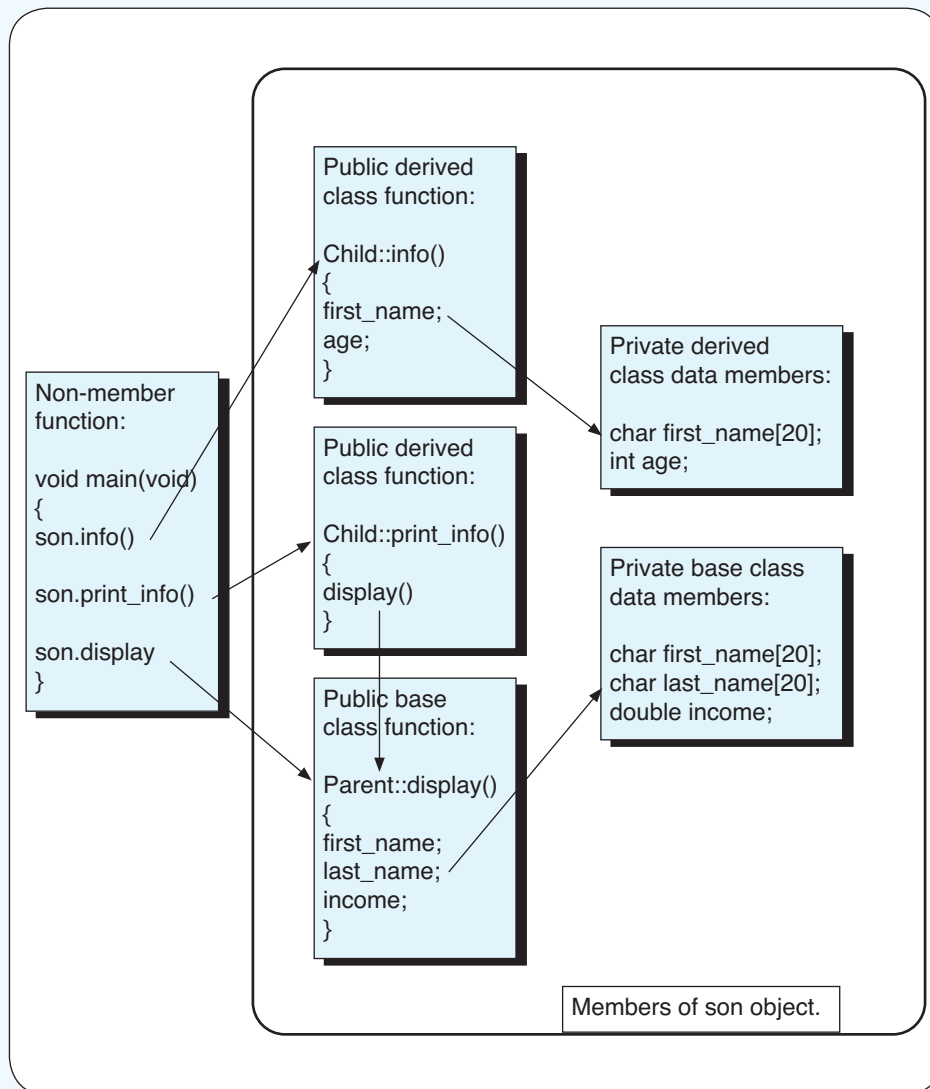 Public derived
class function:
Child::info()
{
first_name;
age;
}
Non-member
function:
void main(void)
{
son.info()
son.print_info()
son.display
}
Public derived
class function:
Child::print_info()
{
display()
}
Public base
class function:
Parent::display()
{
first_name;
last_name;
income;
}
Private derived
class data members:
char first_name[20];
int age;
Private base class
data members:
char first_name[20];
char last_name[20];
double income;
Members of son object.